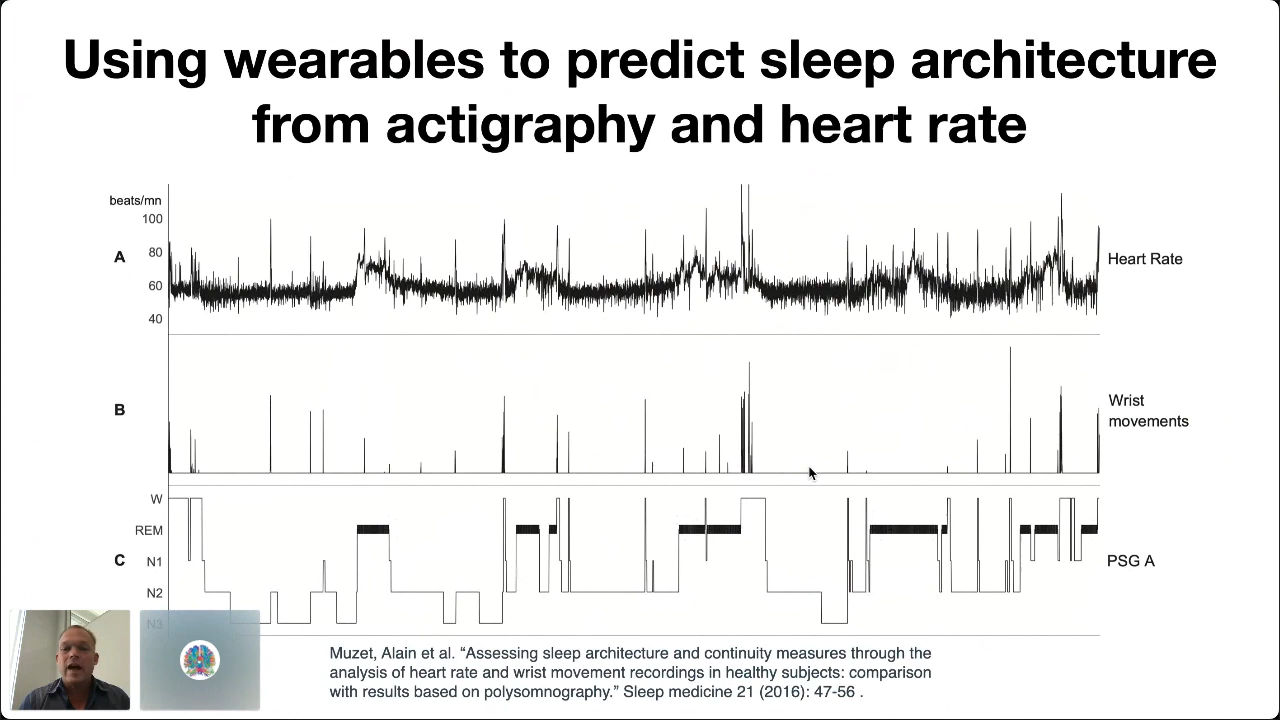 Using wearables to predict sleep architecture
from actigraphy and heart rate
beats/mn
100
80
60
40
A
Heart Rate
B
Wrist
movements
W
REM
N1
N2
N3
C
PSG A
Muzet, Alain et al. “Assessing sleep architecture and continuity measures through the
analysis of heart rate and wrist movement recordings in healthy subjects: comparison
with results based on polysomnography.” Sleep medicine 21 (2016): 47-56 .